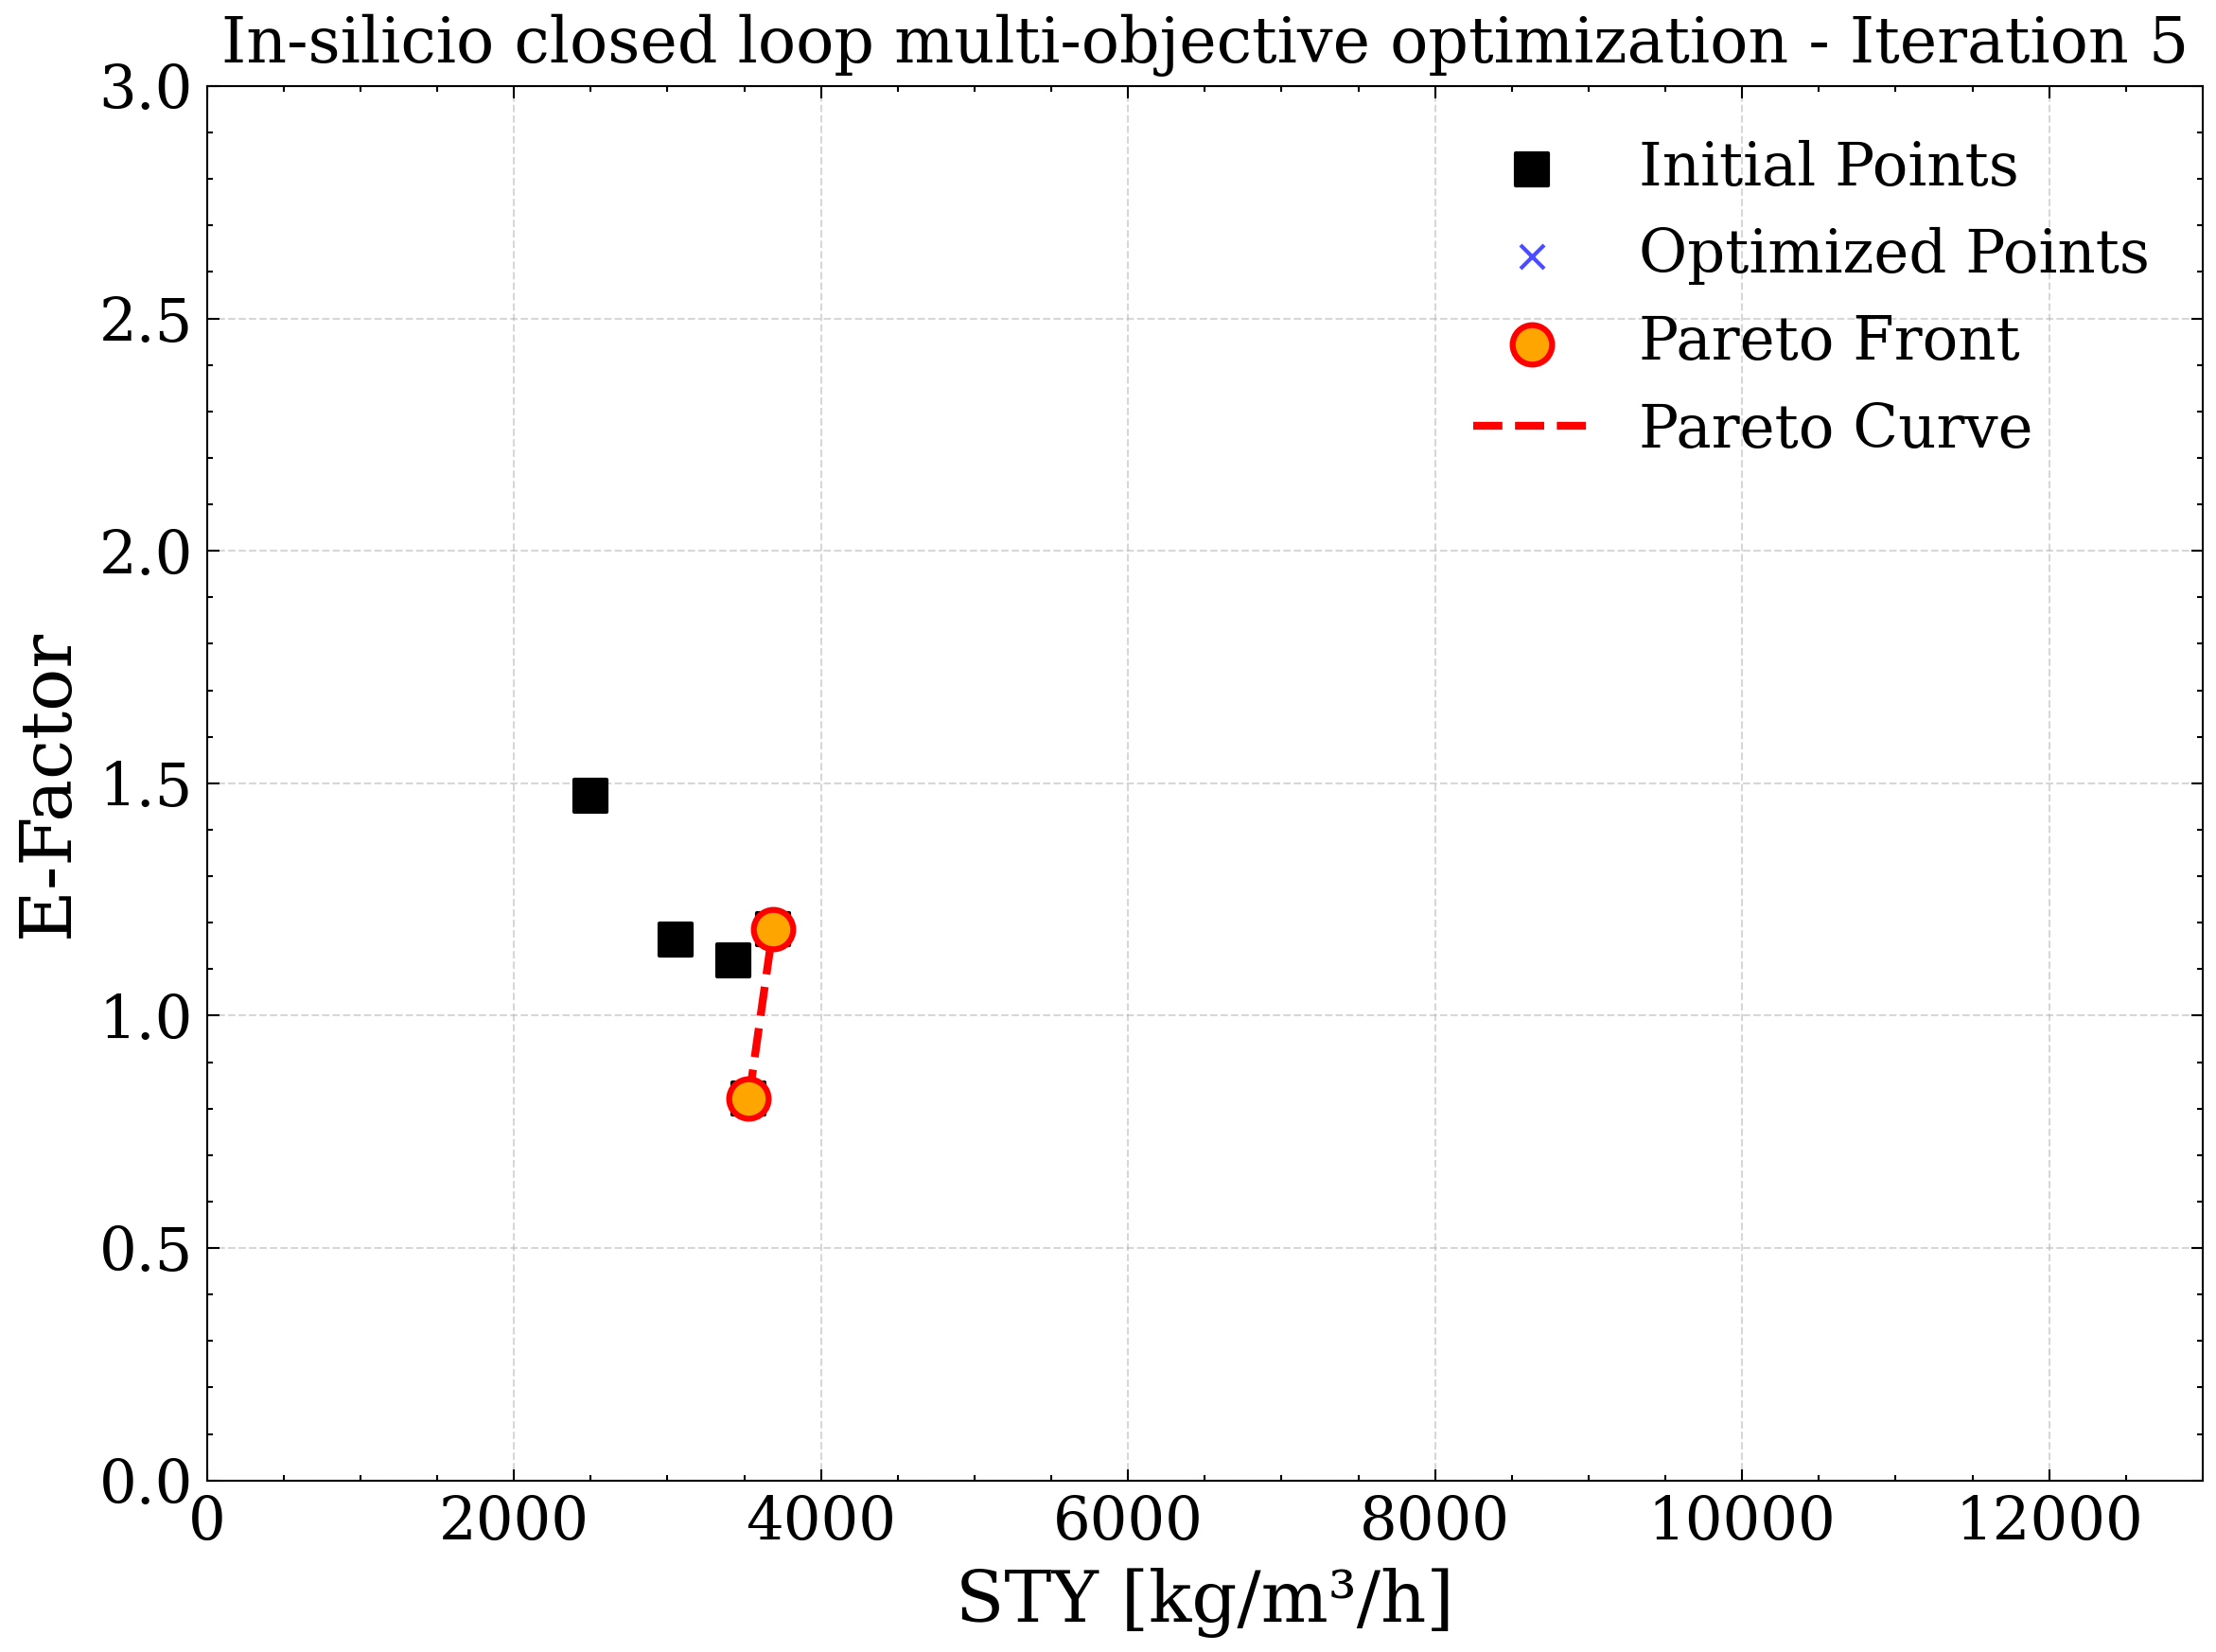 In-silicio closed loop multi-objective optimization - Iteration 5
3.0
2.5
2.0
1.5
1.0
0.5
0.0
E-Factor
Initial Points
Optimized Points
Pareto Front
Pareto Curve
0 2000 4000 6000 8000 10000 12000
STY [kg/m³/h]